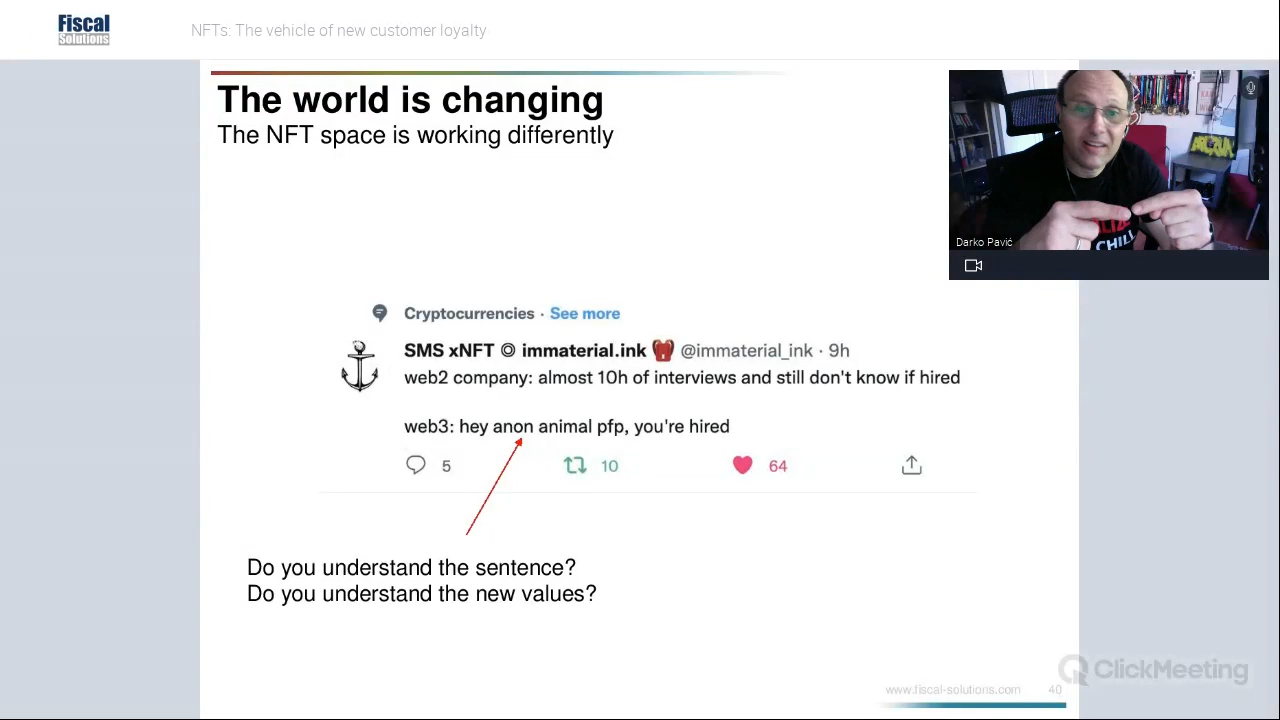 Fiscal
Solutions
NFTs: The vehicle of new customer loyalty
The world is changing
The NFT space is working differently
Darko Pavić
CHILL
Cryptocurrencies · See more
SMS xNFT ◎ immaterial.ink 🎒 @immaterial_ink · 9h
web2 company: almost 10h of interviews and still don't know if hired
web3: hey anon animal pfp, you're hired
5 10 64
Do you understand the sentence?
Do you understand the new values?
ClickMeeting
www.fiscal-solutions.com 40